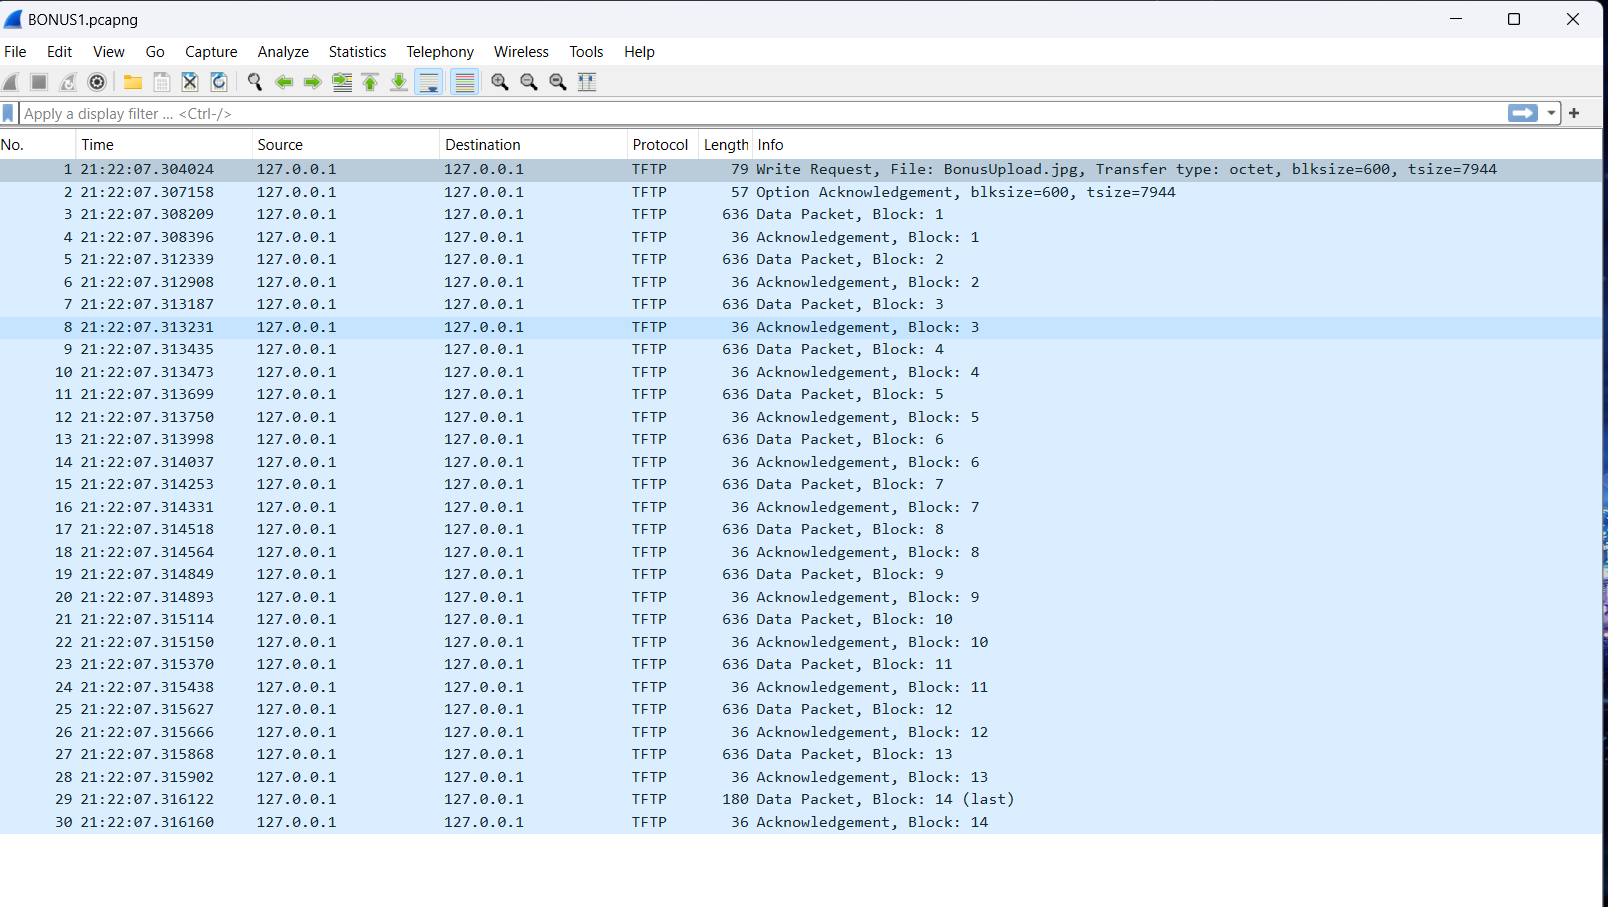 BONUS1.pcapng
File Edit View Go Capture Analyze Statistics Telephony Wireless Tools Help
Apply a display filter ... <Ctrl-/>
No. Time Source Destination Protocol Length Info
1 21:22:07.304024 127.0.0.1 127.0.0.1 TFTP 79 Write Request, File: BonusUpload.jpg, Transfer type: octet, blksize=600, tsize=7944
2 21:22:07.307158 127.0.0.1 127.0.0.1 TFTP 57 Option Acknowledgement, blksize=600, tsize=7944
3 21:22:07.308209 127.0.0.1 127.0.0.1 TFTP 636 Data Packet, Block: 1
4 21:22:07.308396 127.0.0.1 127.0.0.1 TFTP 36 Acknowledgement, Block: 1
5 21:22:07.312339 127.0.0.1 127.0.0.1 TFTP 636 Data Packet, Block: 2
6 21:22:07.312908 127.0.0.1 127.0.0.1 TFTP 36 Acknowledgement, Block: 2
7 21:22:07.313187 127.0.0.1 127.0.0.1 TFTP 636 Data Packet, Block: 3
8 21:22:07.313231 127.0.0.1 127.0.0.1 TFTP 36 Acknowledgement, Block: 3
9 21:22:07.313435 127.0.0.1 127.0.0.1 TFTP 636 Data Packet, Block: 4
10 21:22:07.313473 127.0.0.1 127.0.0.1 TFTP 36 Acknowledgement, Block: 4
11 21:22:07.313699 127.0.0.1 127.0.0.1 TFTP 636 Data Packet, Block: 5
12 21:22:07.313750 127.0.0.1 127.0.0.1 TFTP 36 Acknowledgement, Block: 5
13 21:22:07.313998 127.0.0.1 127.0.0.1 TFTP 636 Data Packet, Block: 6
14 21:22:07.314037 127.0.0.1 127.0.0.1 TFTP 36 Acknowledgement, Block: 6
15 21:22:07.314253 127.0.0.1 127.0.0.1 TFTP 636 Data Packet, Block: 7
16 21:22:07.314331 127.0.0.1 127.0.0.1 TFTP 36 Acknowledgement, Block: 7
17 21:22:07.314518 127.0.0.1 127.0.0.1 TFTP 636 Data Packet, Block: 8
18 21:22:07.314564 127.0.0.1 127.0.0.1 TFTP 36 Acknowledgement, Block: 8
19 21:22:07.314849 127.0.0.1 127.0.0.1 TFTP 636 Data Packet, Block: 9
20 21:22:07.314893 127.0.0.1 127.0.0.1 TFTP 36 Acknowledgement, Block: 9
21 21:22:07.315114 127.0.0.1 127.0.0.1 TFTP 636 Data Packet, Block: 10
22 21:22:07.315150 127.0.0.1 127.0.0.1 TFTP 36 Acknowledgement, Block: 10
23 21:22:07.315370 127.0.0.1 127.0.0.1 TFTP 636 Data Packet, Block: 11
24 21:22:07.315438 127.0.0.1 127.0.0.1 TFTP 36 Acknowledgement, Block: 11
25 21:22:07.315627 127.0.0.1 127.0.0.1 TFTP 636 Data Packet, Block: 12
26 21:22:07.315666 127.0.0.1 127.0.0.1 TFTP 36 Acknowledgement, Block: 12
27 21:22:07.315868 127.0.0.1 127.0.0.1 TFTP 636 Data Packet, Block: 13
28 21:22:07.315902 127.0.0.1 127.0.0.1 TFTP 36 Acknowledgement, Block: 13
29 21:22:07.316122 127.0.0.1 127.0.0.1 TFTP 180 Data Packet, Block: 14 (last)
30 21:22:07.316160 127.0.0.1 127.0.0.1 TFTP 36 Acknowledgement, Block: 14